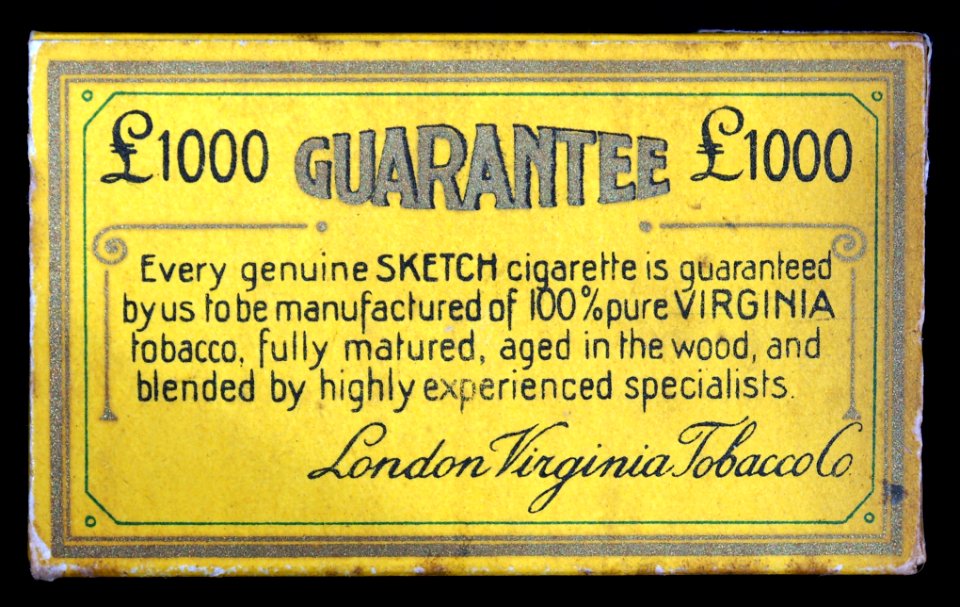 £1000 GUARANTEE £1000
Every genuine SKETCH cigarette is guaranteed
by us to be manufactured of 100% pure VIRGINIA
tobacco, fully matured, aged in the wood, and
blended by highly experienced specialists.
London Virginia Tobacco Co